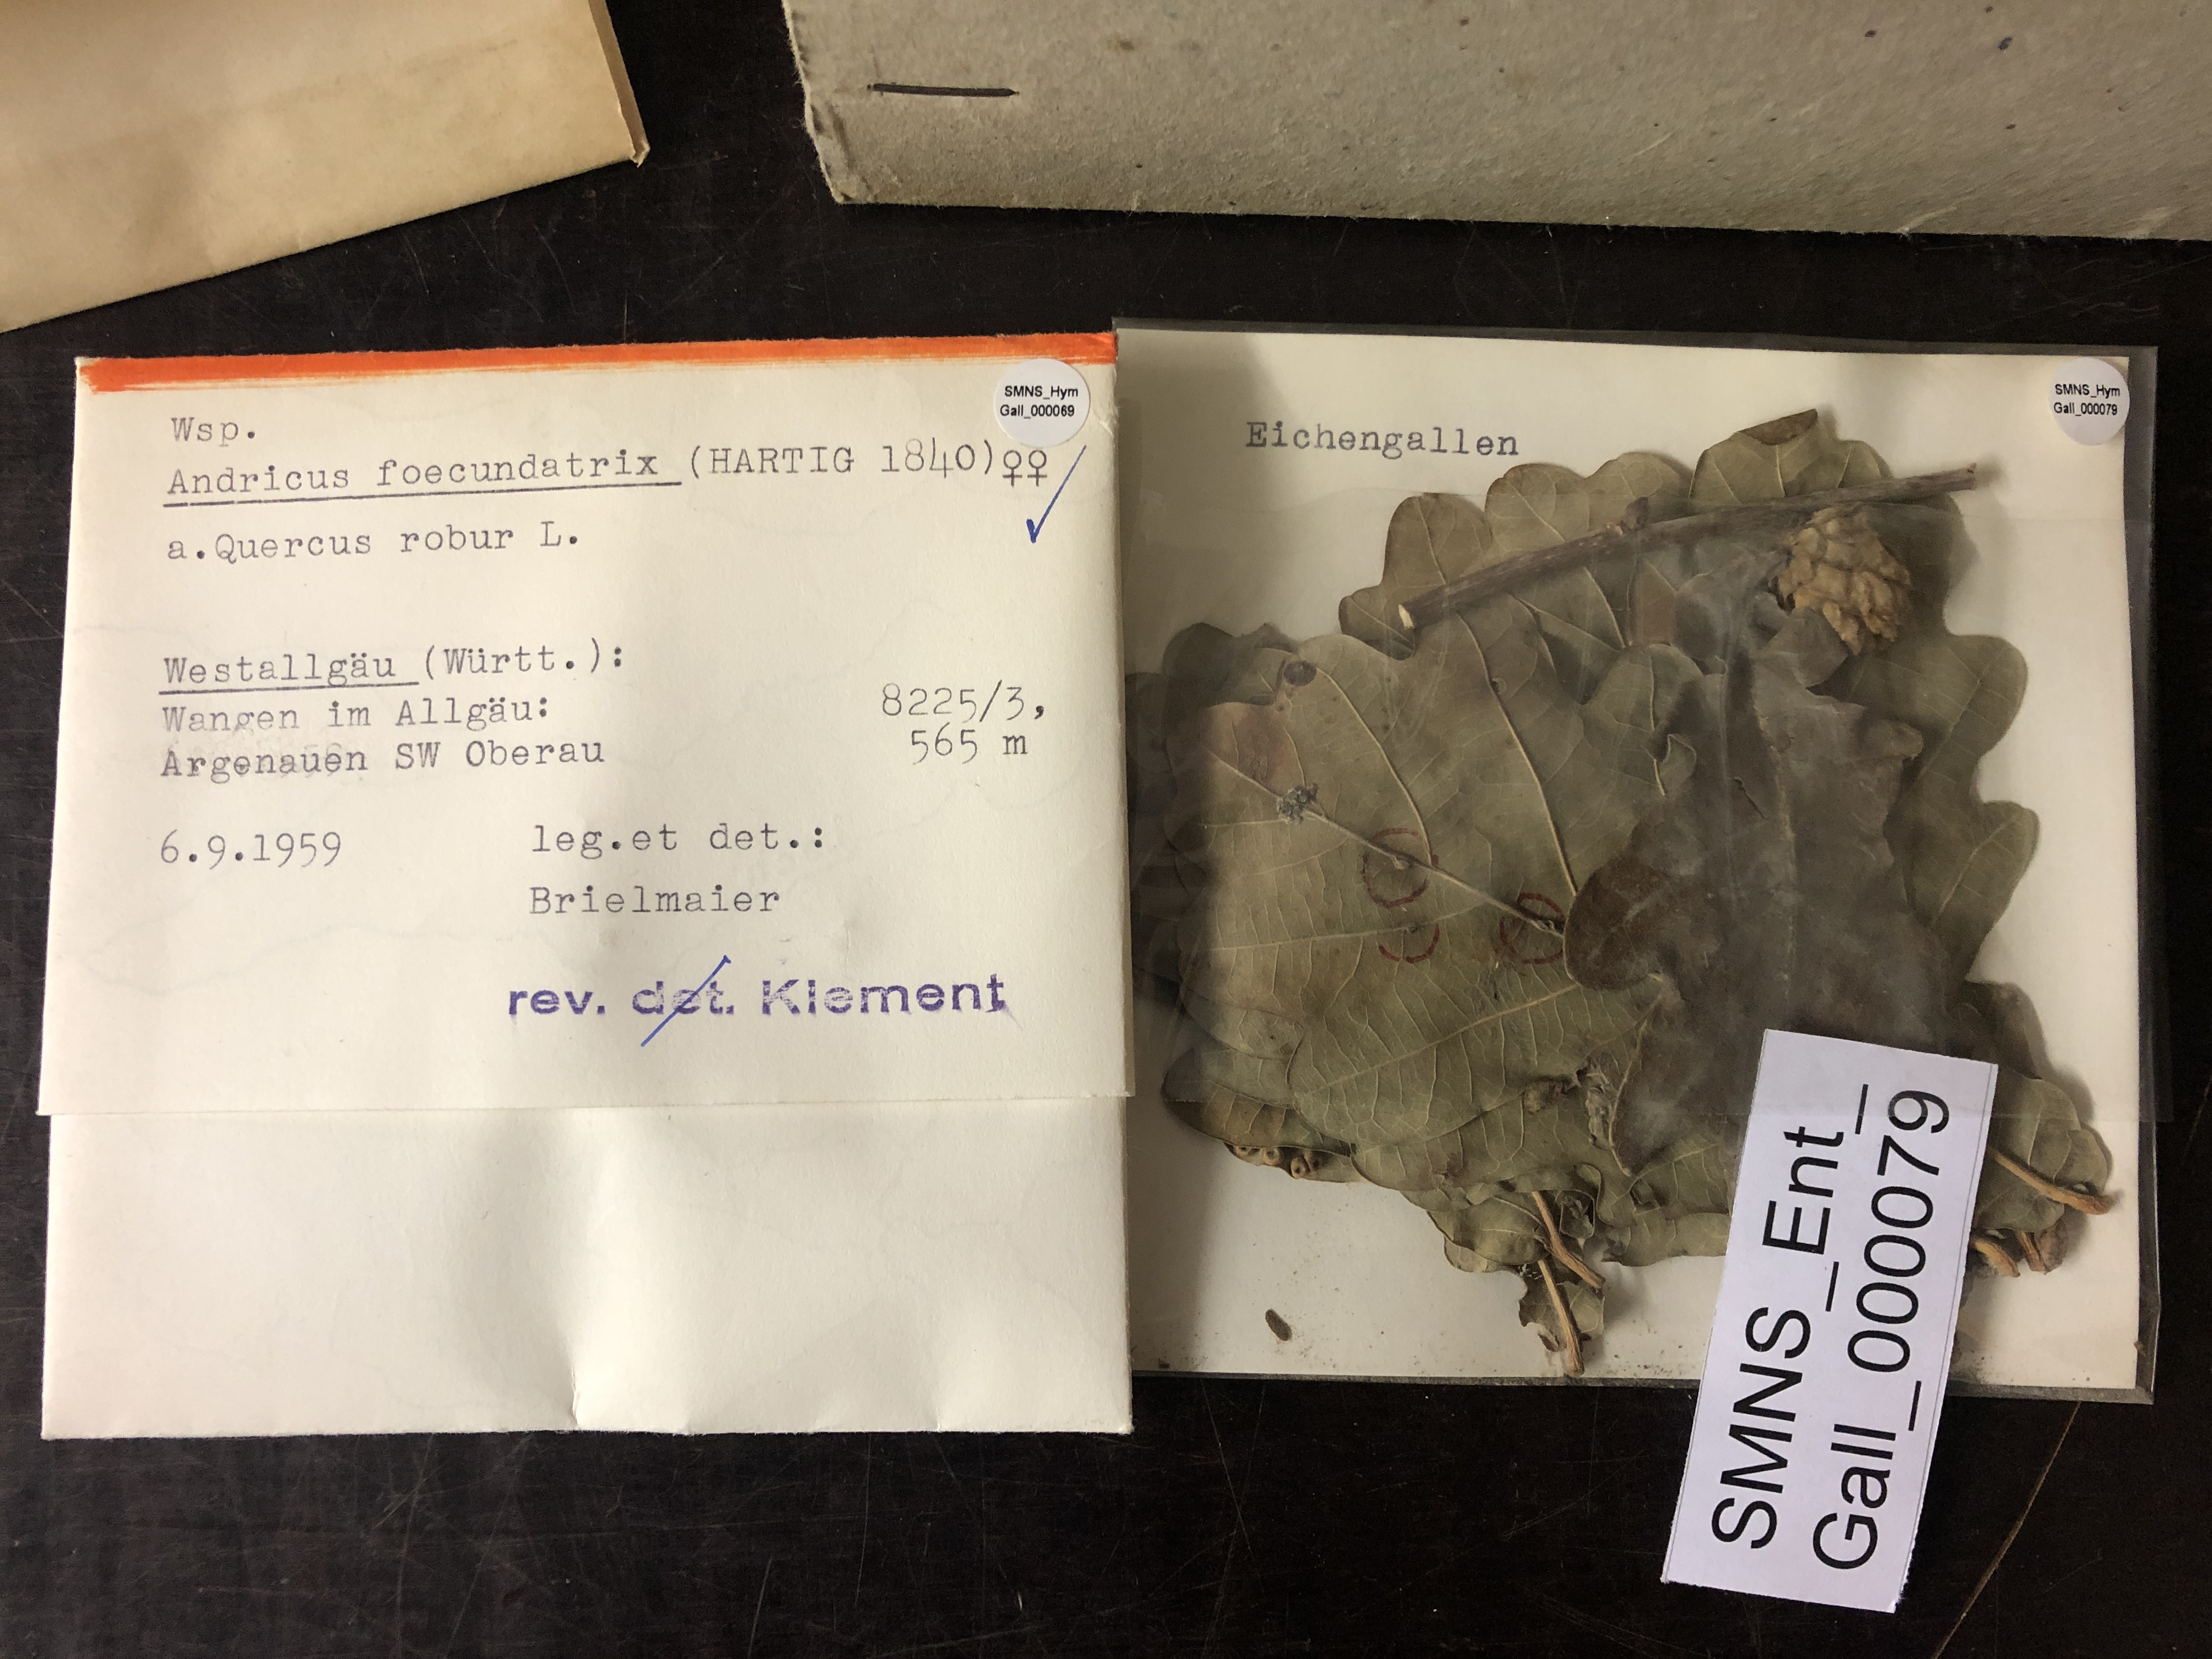 SMNS_Hym
Gall_000069
Wsp.
Andricus foecundatrix (HARTIG 1840)♀♀
a.Quercus robur L.
Westallgäu (Württ.):
Wangen im Allgäu: 8225/3,
Argenauen SW Oberau 565 m
6.9.1959 leg.et det.:
Brielmaier
rev. det. Klement
SMNS_Hym
Gall_000079
Eichengallen
SMNS_Ent_
Gall_000079